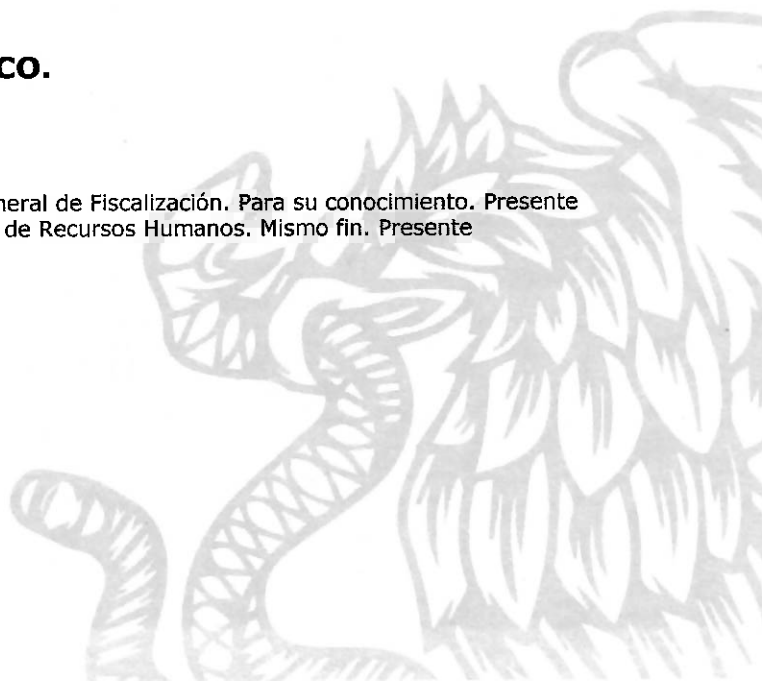 co.
neral de Fiscalización. Para su conocimiento. Presente
de Recursos Humanos. Mismo fin. Presente